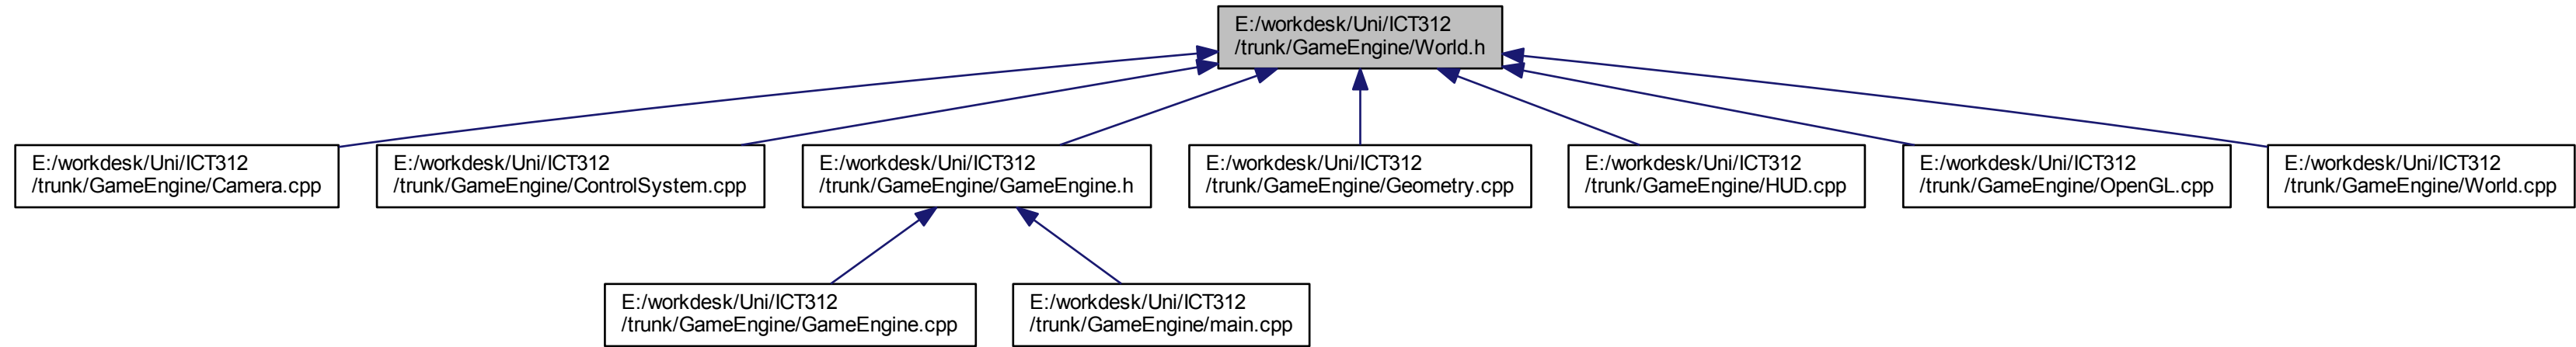 E:/workdesk/Uni/ICT312
/trunk/GameEngine/World.h
E:/workdesk/Uni/ICT312
/trunk/GameEngine/Camera.cpp
E:/workdesk/Uni/ICT312
/trunk/GameEngine/ControlSystem.cpp
E:/workdesk/Uni/ICT312
/trunk/GameEngine/GameEngine.h
E:/workdesk/Uni/ICT312
/trunk/GameEngine/Geometry.cpp
E:/workdesk/Uni/ICT312
/trunk/GameEngine/HUD.cpp
E:/workdesk/Uni/ICT312
/trunk/GameEngine/OpenGL.cpp
E:/workdesk/Uni/ICT312
/trunk/GameEngine/World.cpp
E:/workdesk/Uni/ICT312
/trunk/GameEngine/GameEngine.cpp
E:/workdesk/Uni/ICT312
/trunk/GameEngine/main.cpp